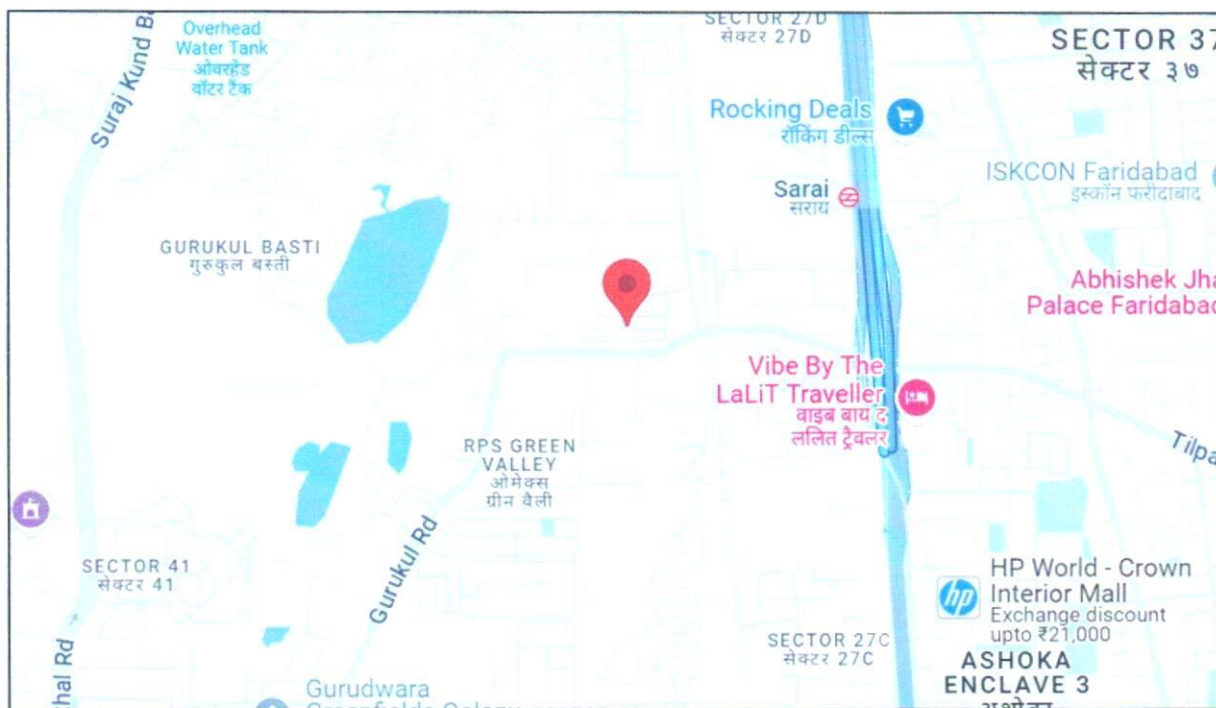 Overhead
Water Tank
ओवरहेड
वॉटर टैंक
Suraj Kund
SECTOR 27D
सेक्टर 27D
SECTOR 37
सेक्टर ३७
Rocking Deals
रॉकिंग डील्स
ISKCON Faridabad
इस्कॉन फरीदाबाद
Sarai
सराय
GURUKUL BASTI
गुरुकुल बस्ती
Abhishek Jha
Palace Faridabad
Vibe By The
LaLiT Traveller
वाइब बाय द
ललित ट्रैवलर
RPS GREEN
VALLEY
ओमेक्स
ग्रीन वैली
Tilpa
Gurukul Rd
SECTOR 41
सेक्टर 41
hp
HP World - Crown
Interior Mall
Exchange discount
upto ₹21,000
SECTOR 27C
सेक्टर 27C
ASHOKA
ENCLAVE 3
hal Rd
Gurudwara